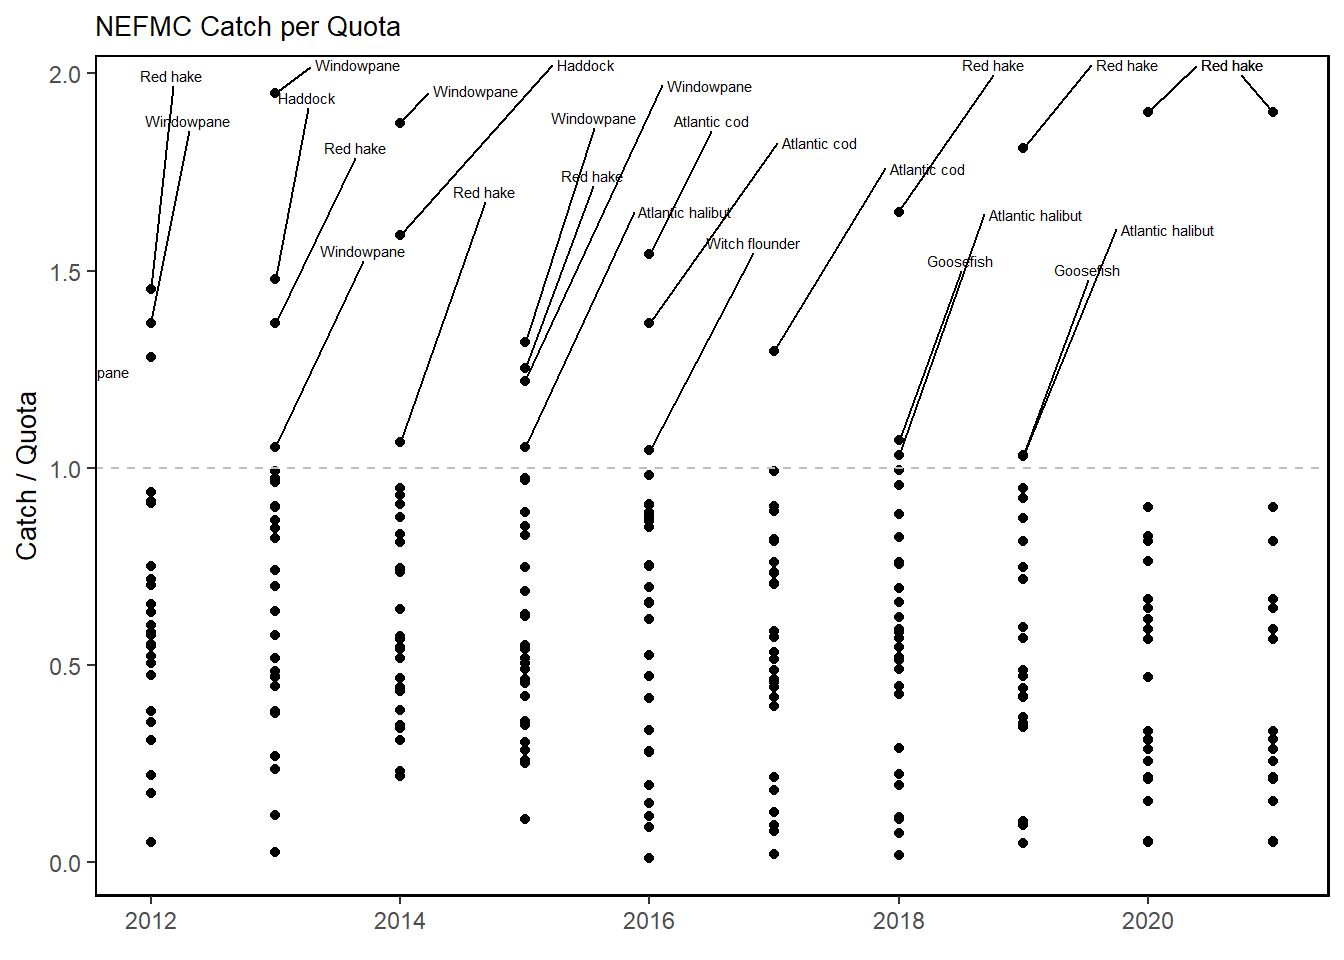 NEFMC Catch per Quota
Catch / Quota
2.0
1.5
1.0
0.5
0.0
Red hake
Windowpane
pane
Windowpane
Haddock
Red hake
Windowpane
Windowpane
Haddock
Red hake
Windowpane
Red hake
Windowpane
Atlantic halibut
Atlantic cod
Atlantic cod
Witch flounder
Atlantic cod
Red hake
Atlantic halibut
Goosefish
Red hake
Atlantic halibut
Goosefish
Red hake
2012
2014
2016
2018
2020